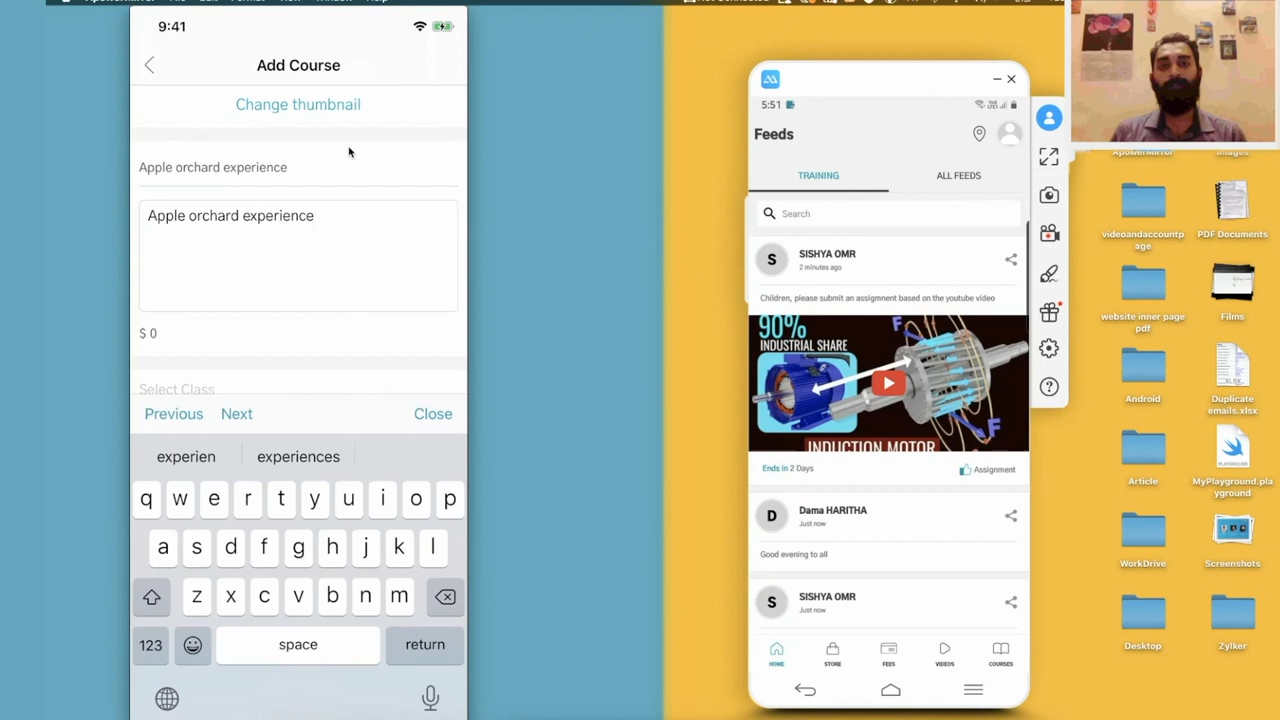 9:41
Add Course
Change thumbnail
Apple orchard experience
Apple orchard experience
$ 0
Select Class
Previous Next Close
experien experiences
q w e r t y u i o p
a s d f g h j k l
z x c v b n m
123 space return
5:51
Feeds
TRAINING ALL FEEDS
Search
S SISHYA OMR
2 minutes ago
Children, please submit an assignment based on the youtube video
90%
INDUSTRIAL SHARE
F
F
INDUCTION MOTOR
Ends in 2 Days Assignment
D Dama HARITHA
Just now
Good evening to all
S SISHYA OMR
Just now
HOME STORE FEES VIDEOS COURSES
ApowerMirror Images
videoandaccountp
age
PDF Documents
website inner page
pdf
Films
Android
Duplicate
emails.xlsx
Article
MyPlayground.pla
yground
WorkDrive
Screenshots
Desktop
Zylker